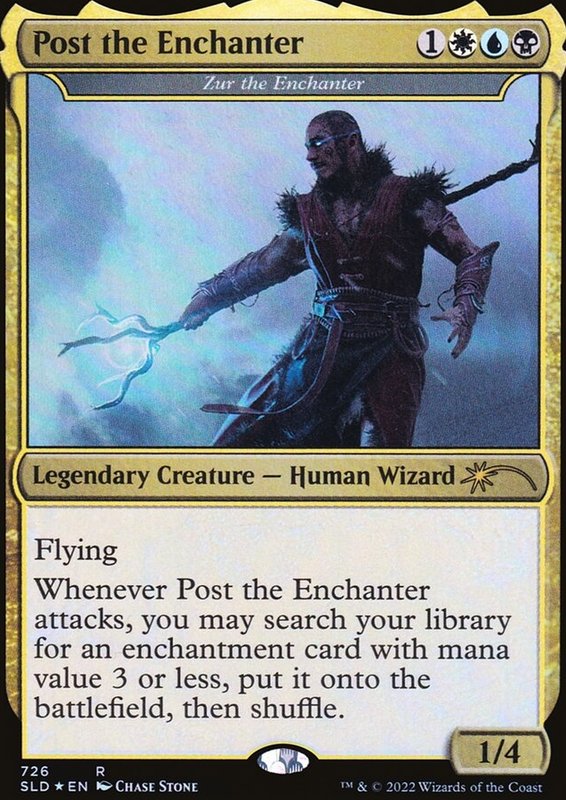 Post the Enchanter 1
Zur the Enchanter
Legendary Creature — Human Wizard
Flying
Whenever Post the Enchanter
attacks, you may search your library
for an enchantment card with mana
value 3 or less, put it onto the
battlefield, then shuffle.
1/4
726 R
SLD ★ EN Chase Stone
™ & © 2022 Wizards of the Coast